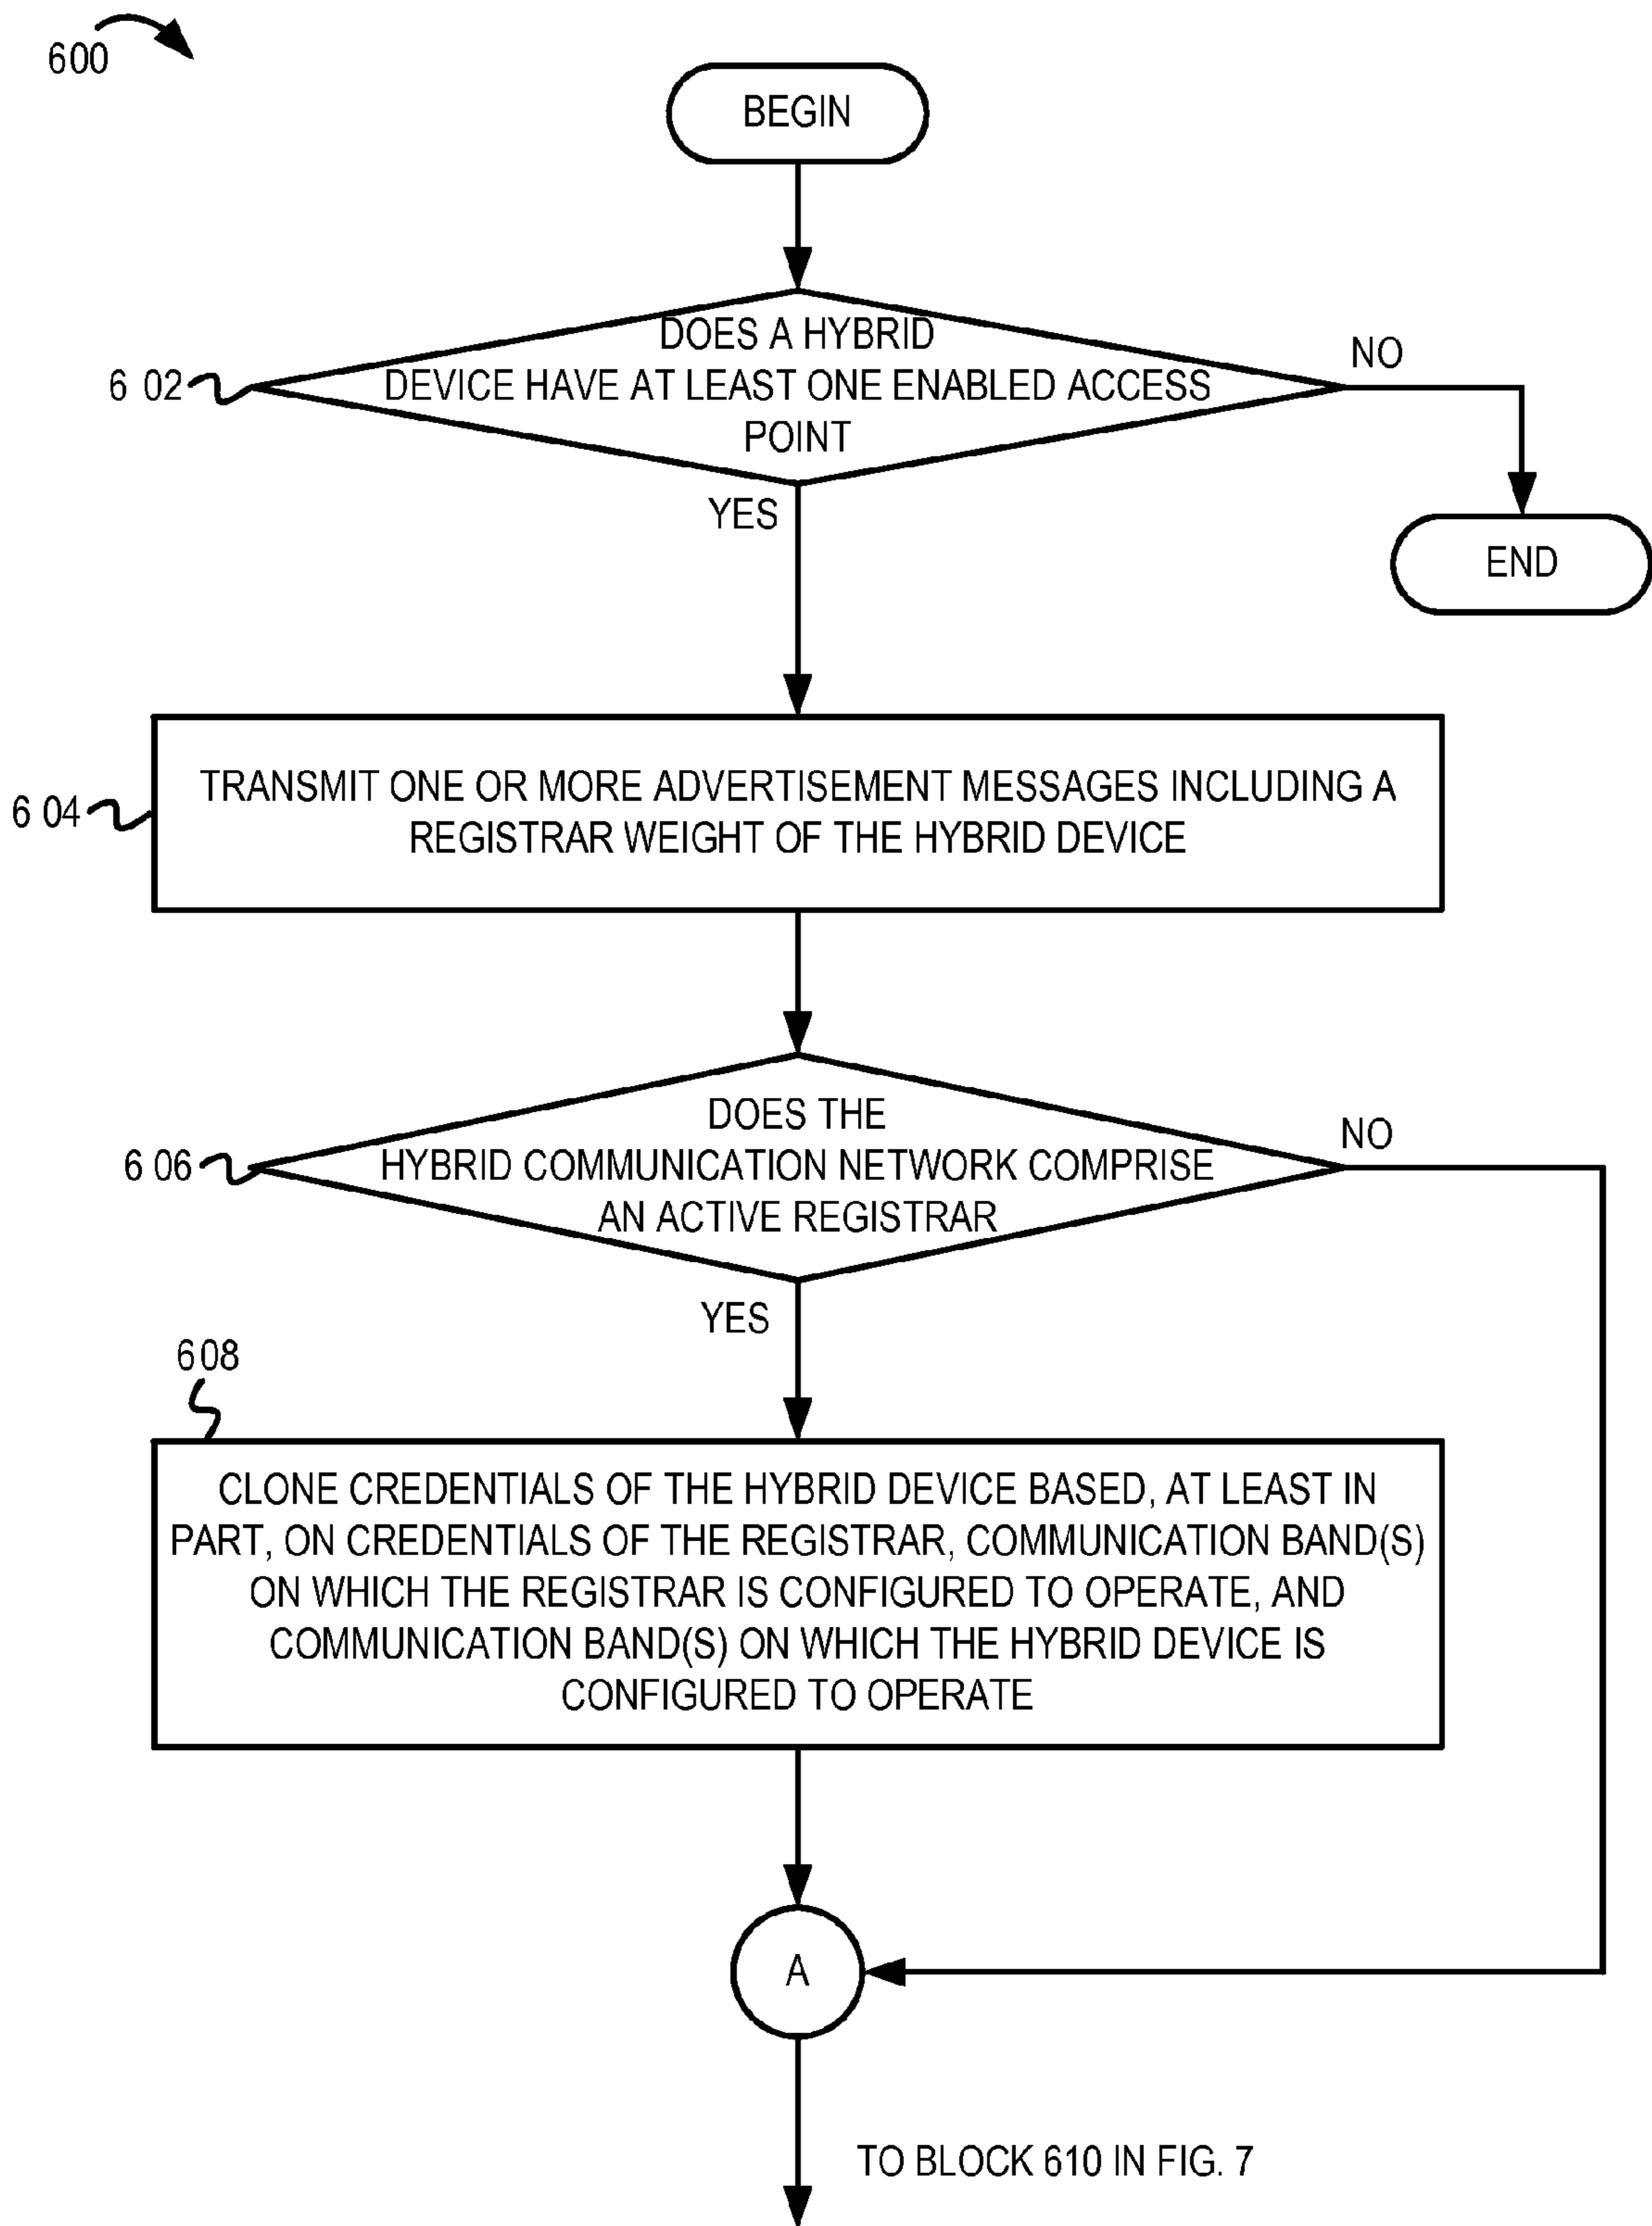 600
BEGIN
DOES A HYBRID
DEVICE HAVE AT LEAST ONE ENABLED ACCESS
POINT
6 02
NO
YES
END
TRANSMIT ONE OR MORE ADVERTISEMENT MESSAGES INCLUDING A
REGISTRAR WEIGHT OF THE HYBRID DEVICE
6 04
DOES THE
HYBRID COMMUNICATION NETWORK COMPRISE
AN ACTIVE REGISTRAR
6 06
NO
YES
608
CLONE CREDENTIALS OF THE HYBRID DEVICE BASED, AT LEAST IN
PART, ON CREDENTIALS OF THE REGISTRAR, COMMUNICATION BAND(S)
ON WHICH THE REGISTRAR IS CONFIGURED TO OPERATE, AND
COMMUNICATION BAND(S) ON WHICH THE HYBRID DEVICE IS
CONFIGURED TO OPERATE
A
TO BLOCK 610 IN FIG. 7